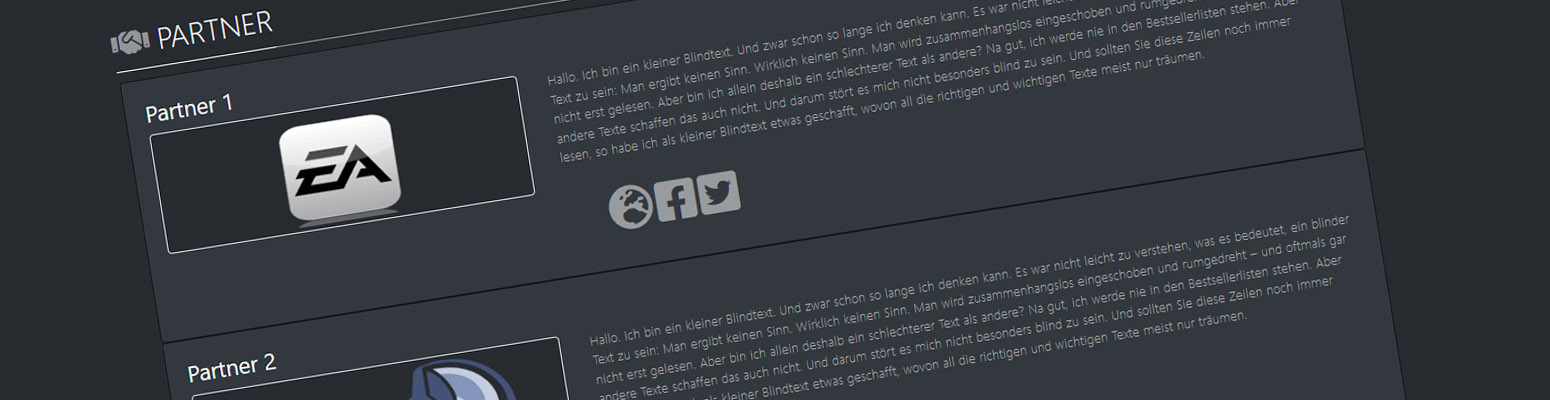 PARTNER
Partner 1
EA
Hallo. Ich bin ein kleiner Blindtext. Und zwar schon so lange ich denken kann. Es war nicht leicht
Text zu sein: Man ergibt keinen Sinn. Wirklich keinen Sinn. Man wird zusammenhangslos eingeschoben und
nicht erst gelesen. Aber bin ich allein deshalb ein schlechterer Text als andere? Na gut, ich werde nie in den Bestsellerlisten stehen. Aber
andere Texte schaffen das auch nicht. Und darum stört es mich nicht besonders blind zu sein. Und sollten Sie diese Zeilen noch immer
lesen, so habe ich als kleiner Blindtext etwas geschafft, wovon all die richtigen und wichtigen Texte meist nur träumen.
Partner 2
Hallo. Ich bin ein kleiner Blindtext. Und zwar schon so lange ich denken kann. Es war nicht leicht zu verstehen, was es bedeutet, ein blinder
Text zu sein: Man ergibt keinen Sinn. Wirklich keinen Sinn. Man wird zusammenhangslos eingeschoben und rumgedreht – und oftmals gar
nicht erst gelesen. Aber bin ich allein deshalb ein schlechterer Text als andere? Na gut, ich werde nie in den Bestsellerlisten stehen. Aber
andere Texte schaffen das auch nicht. Und darum stört es mich nicht besonders blind zu sein. Und sollten Sie diese Zeilen noch immer
als kleiner Blindtext etwas geschafft, wovon all die richtigen und wichtigen Texte meist nur träumen.